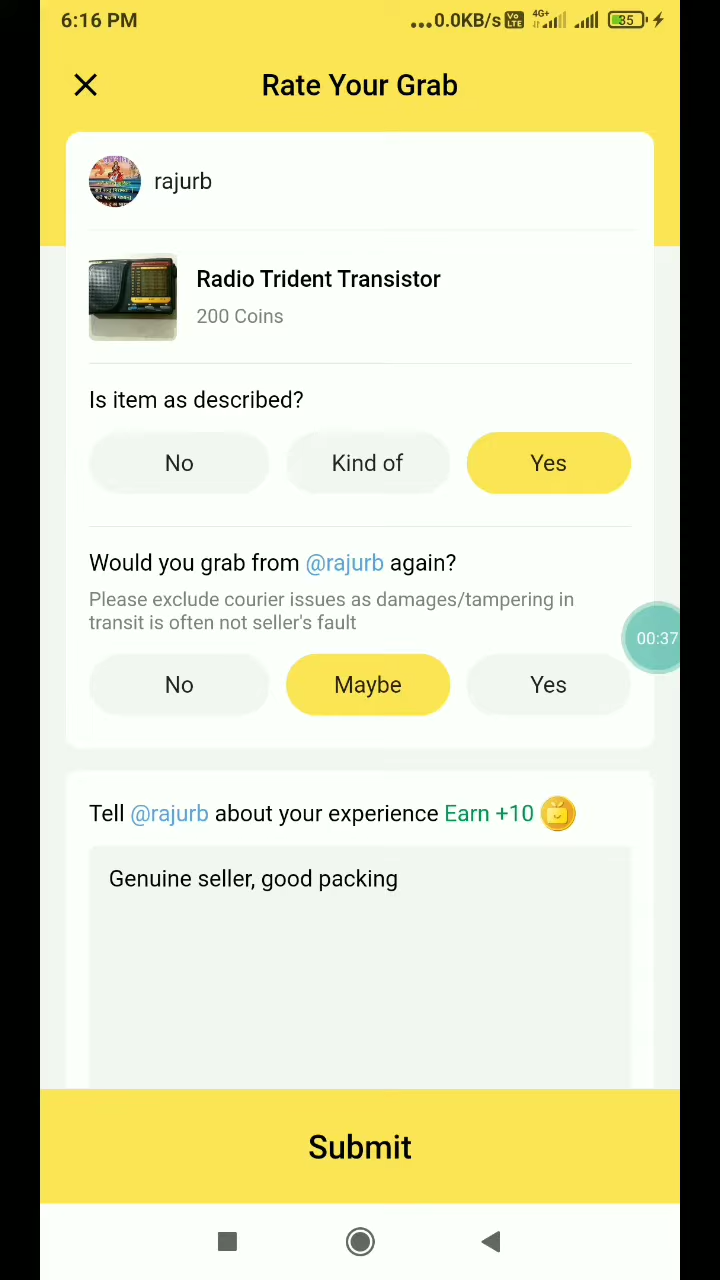 6:16 PM
...0.0KB/s Vo LTE 4G+ 35
Rate Your Grab
rajurb
Radio Trident Transistor
200 Coins
Is item as described?
No Kind of Yes
Would you grab from @rajurb again?
Please exclude courier issues as damages/tampering in
transit is often not seller's fault
00:37
No Maybe Yes
Tell @rajurb about your experience Earn +10
Genuine seller, good packing
Submit